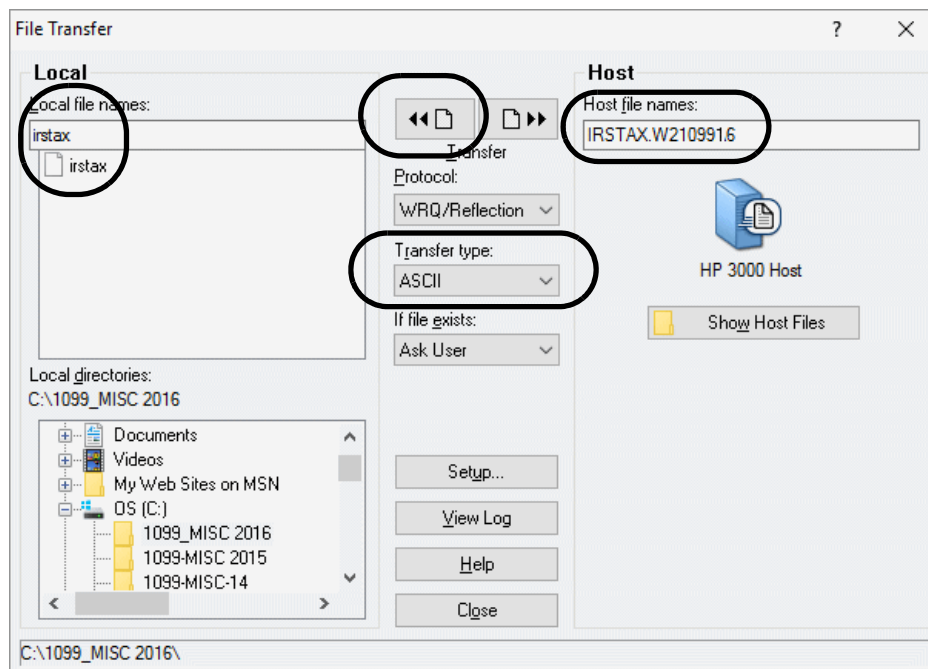 File Transfer
?
Local
Local file names:
irstax
irstax
Local directories:
C:\1099_MISC 2016
Documents
Videos
My Web Sites on MSN
OS (C:)
1099_MISC 2016
1099-MISC 2015
1099-MISC-14
Transfer
Protocol:
WRQ/Reflection
Transfer type:
ASCII
If file exists:
Ask User
Setup...
View Log
Help
Close
Host
Host file names:
IRSTAX.W210991.6
HP 3000 Host
Show Host Files
C:\1099_MISC 2016\